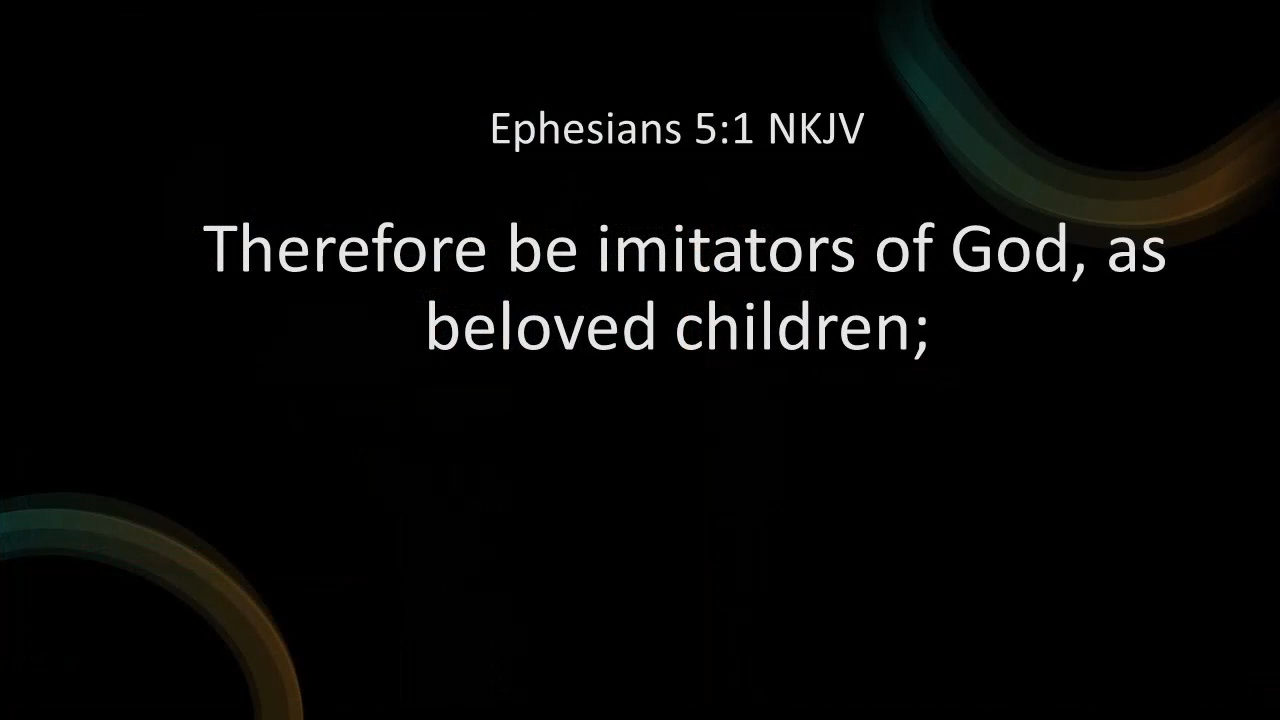 Ephesians 5:1 NKJV
Therefore be imitators of God, as
beloved children;